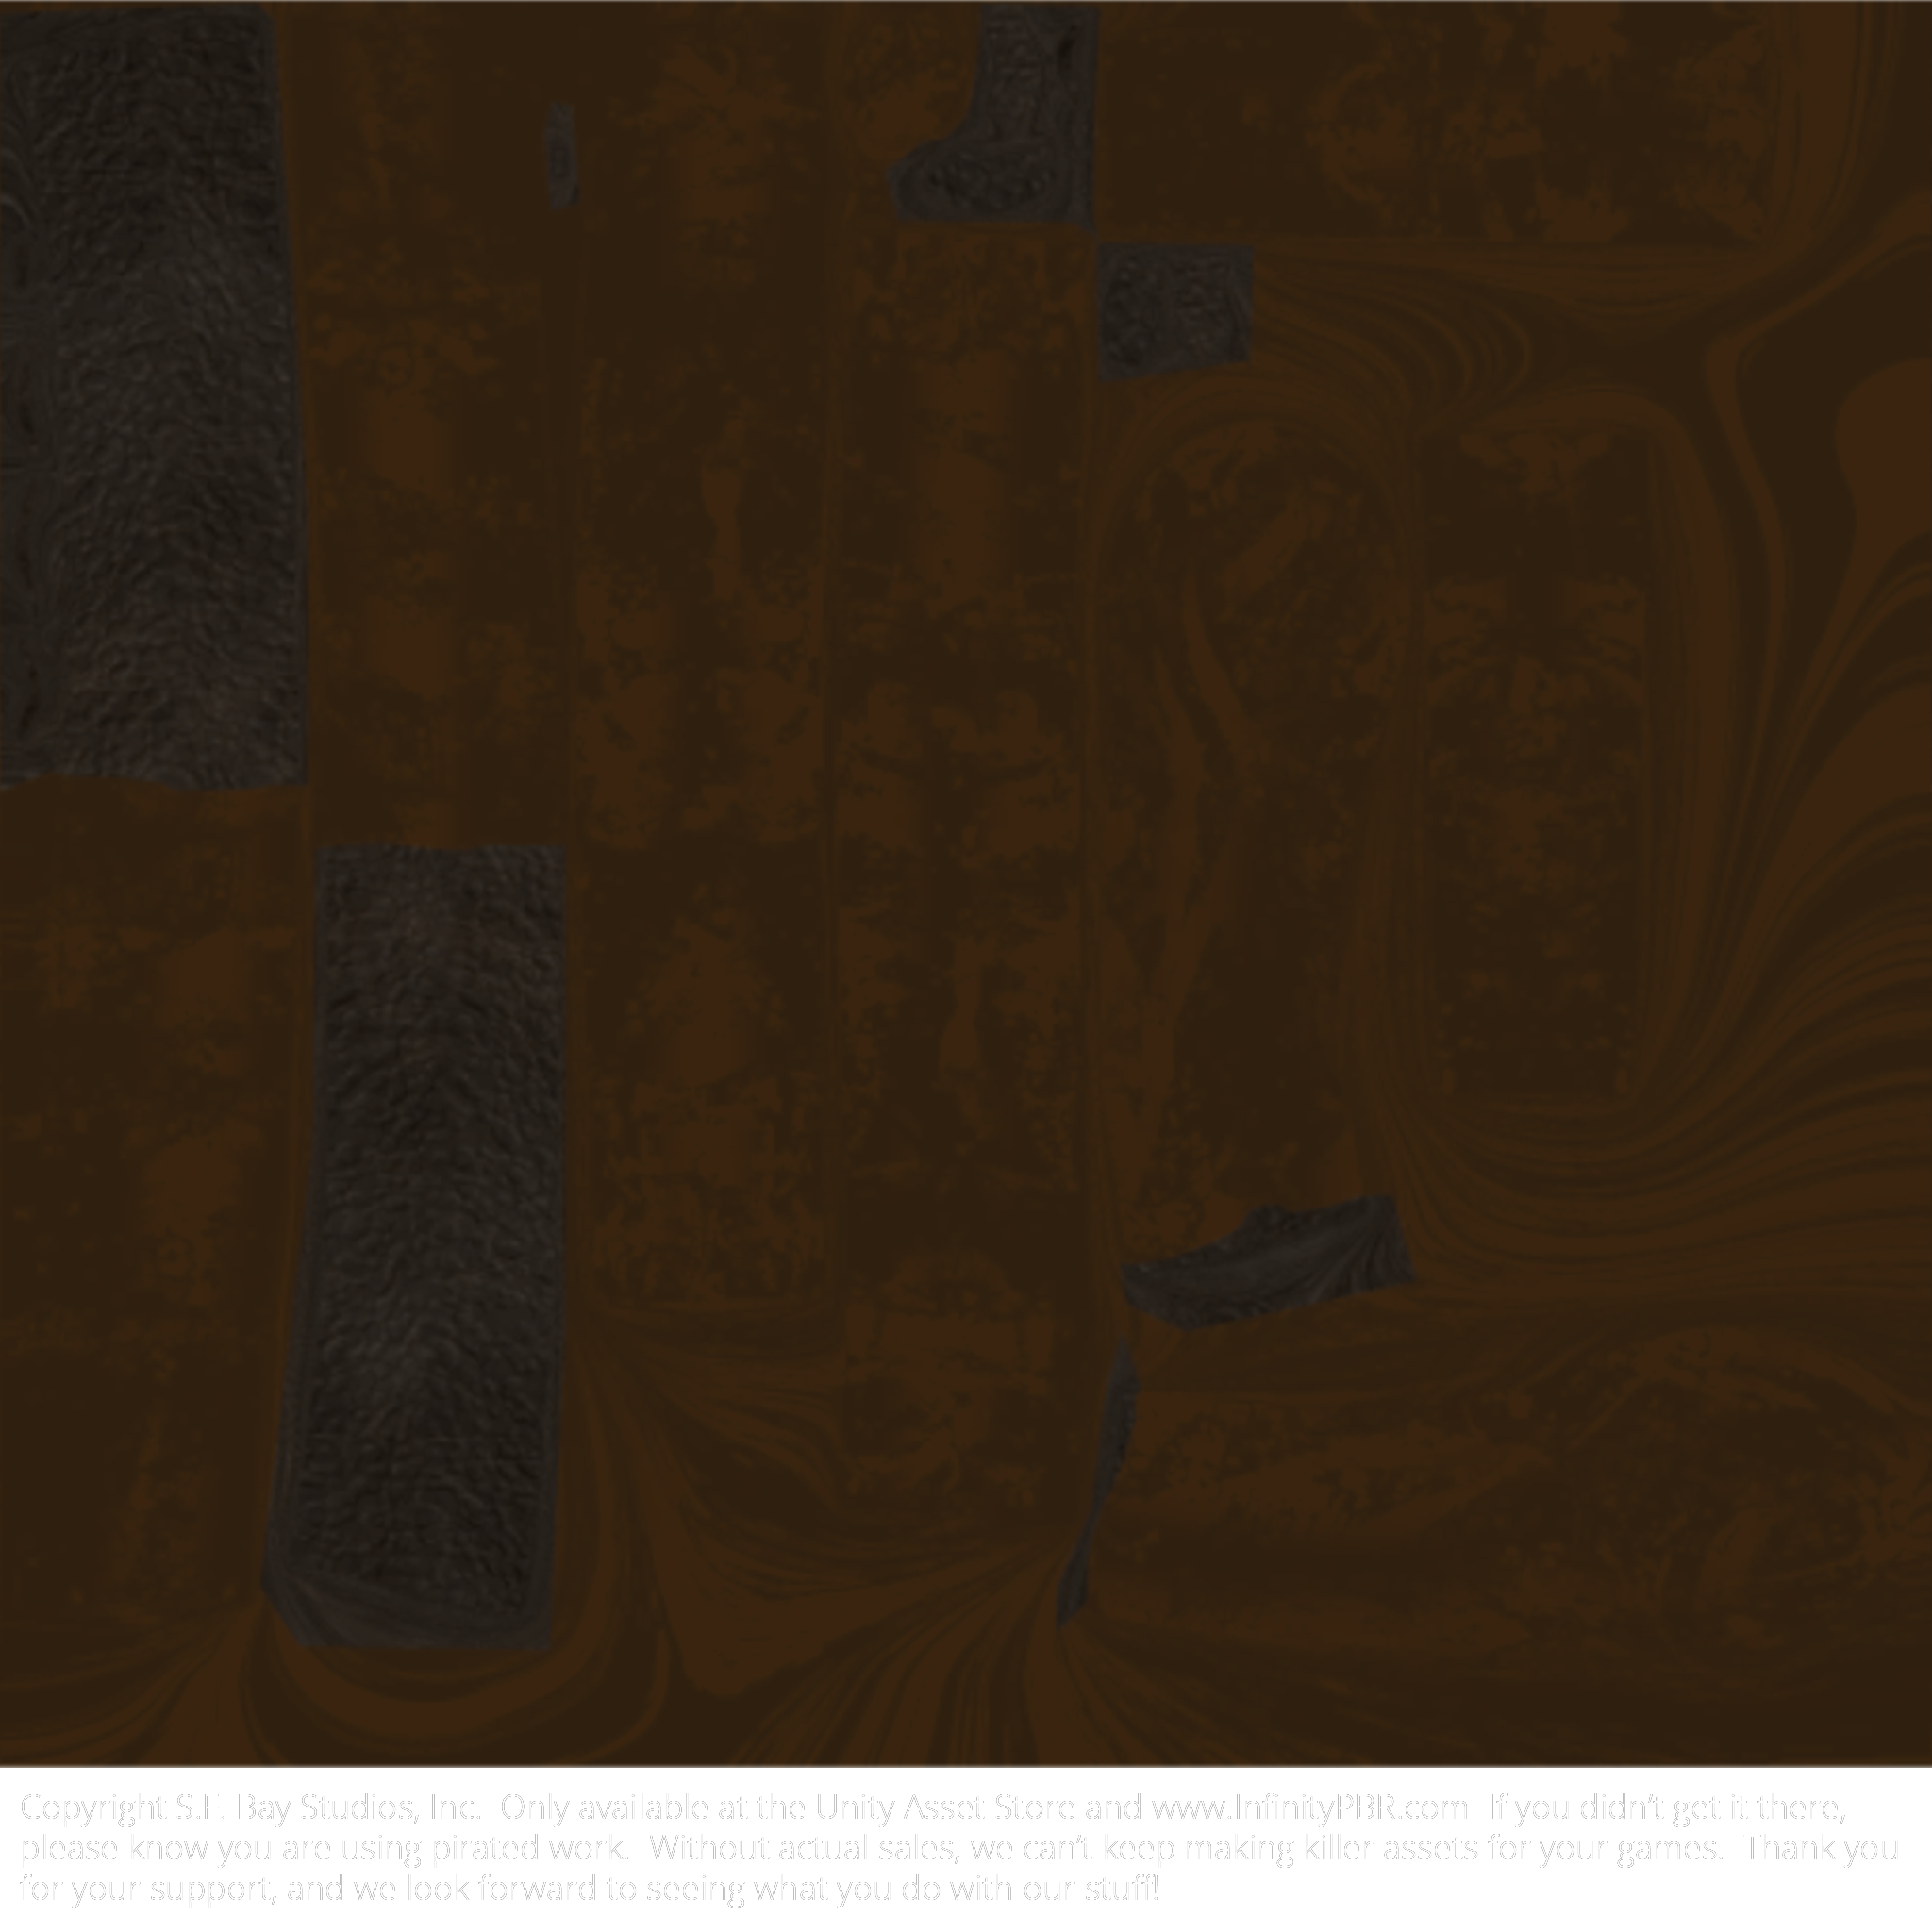 Copyright S.F. Bay Studios, Inc.  Only available at the Unity Asset Store and www.InfinityPBR.com  If you didn't get it there,
please know you are using pirated work.  Without actual sales, we can't keep making killer assets for your games.  Thank you
for your support, and we look forward to seeing what you do with our stuff!